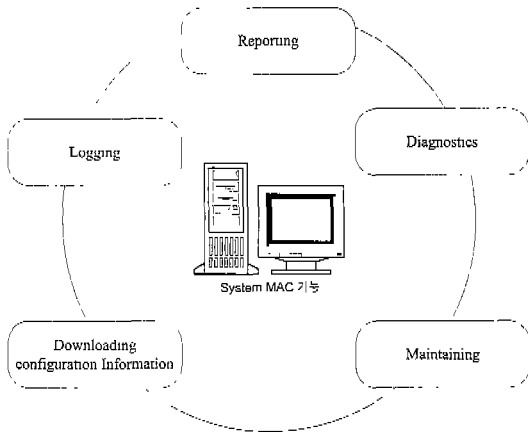 Reporting
Logging
Diagnostics
System MAC 기능
Downloading
configuration Information
Maintaining